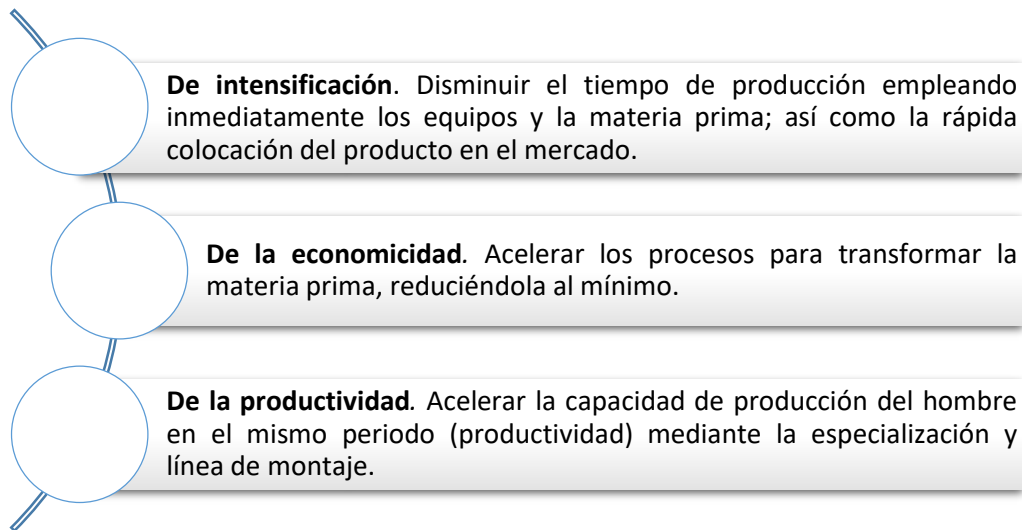 De intensificación. Disminuir el tiempo de producción empleando
inmediatamente los equipos y la materia prima; así como la rápida
colocación del producto en el mercado.
De la economicidad. Acelerar los procesos para transformar la
materia prima, reduciéndola al mínimo.
De la productividad. Acelerar la capacidad de producción del hombre
en el mismo periodo (productividad) mediante la especialización y
línea de montaje.